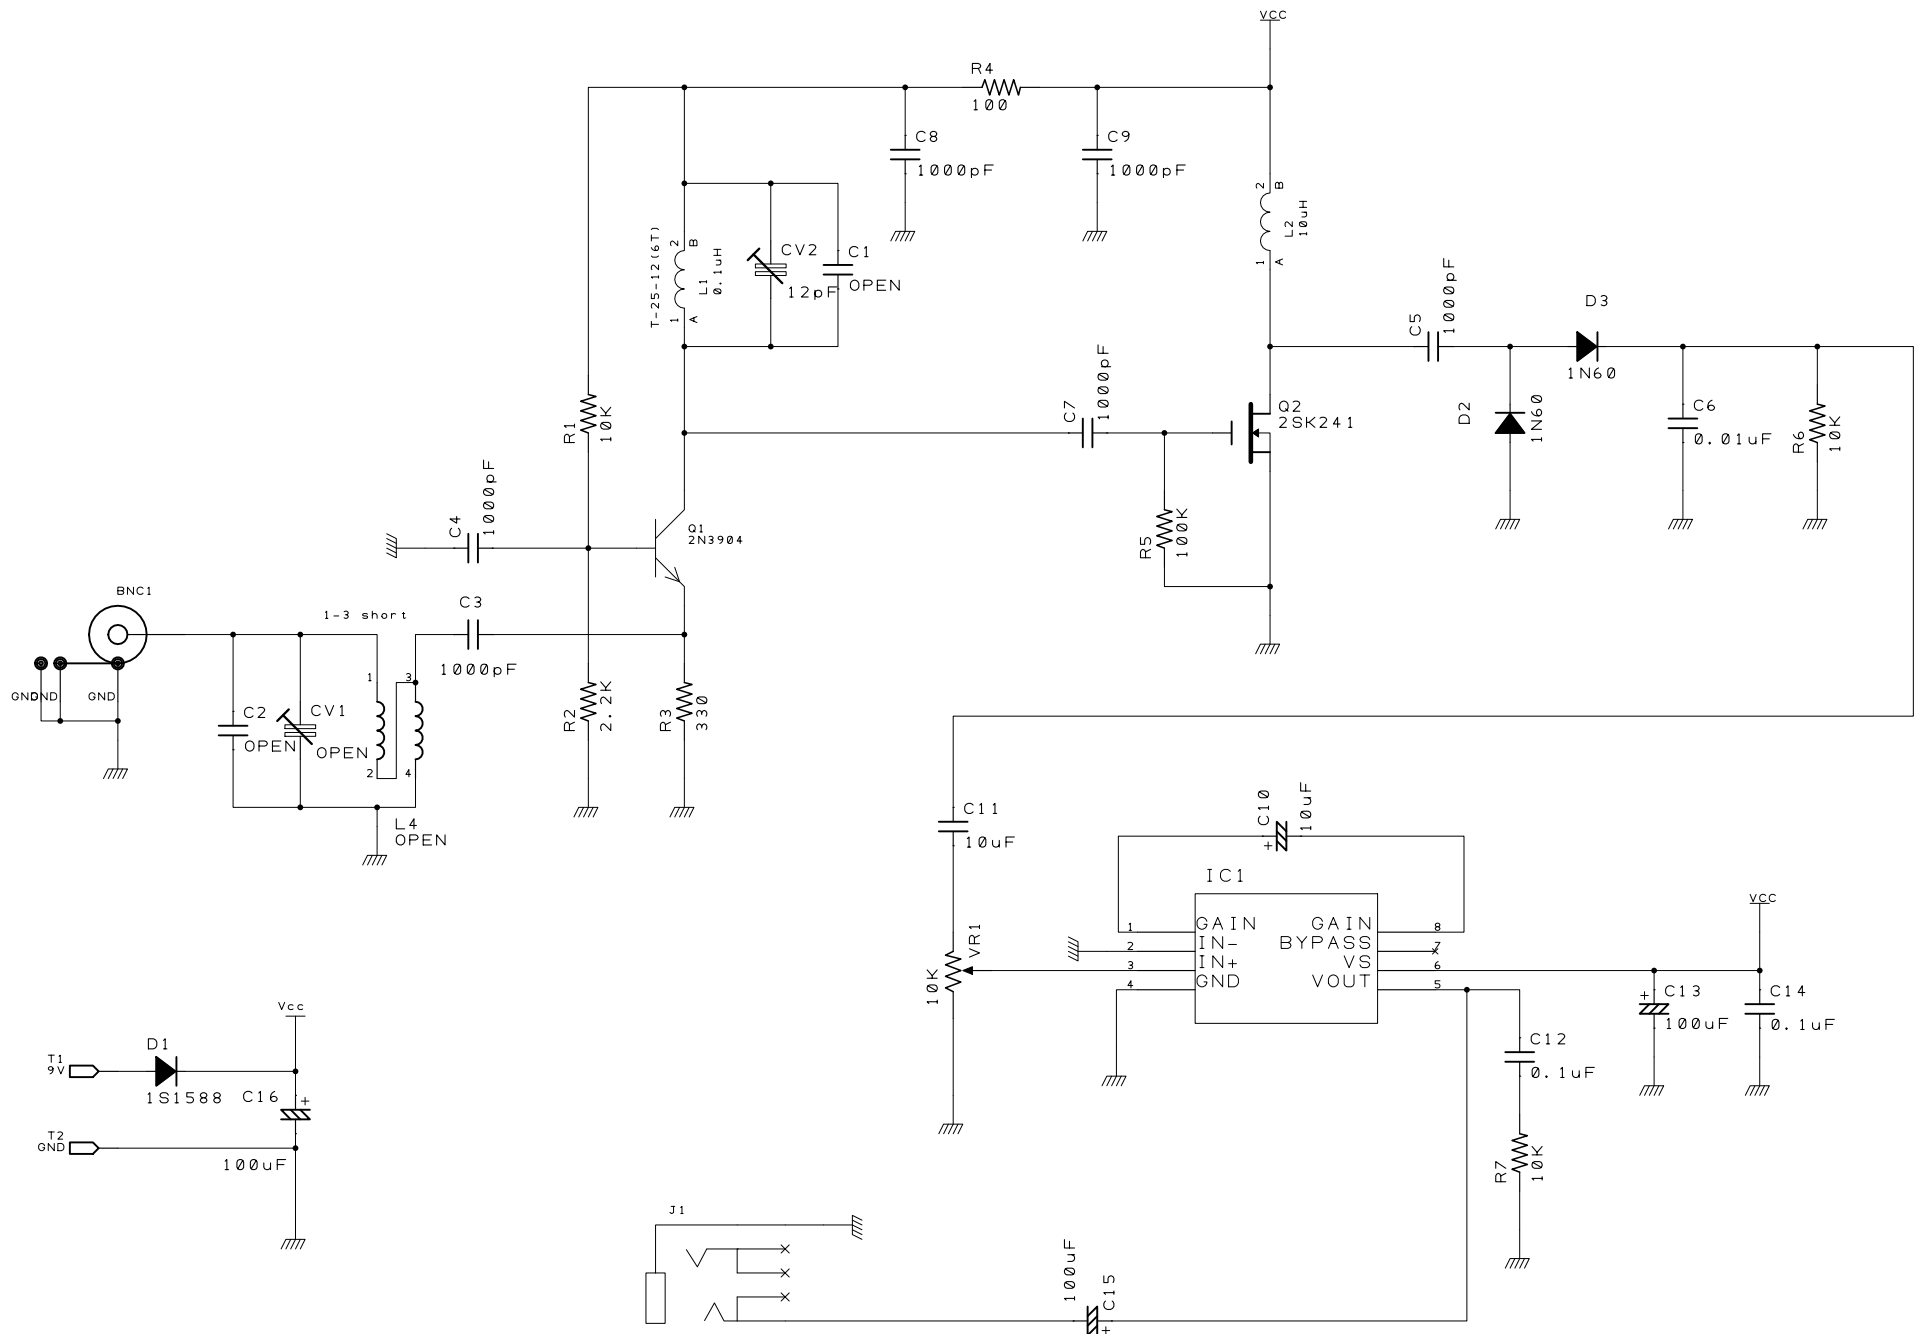 VCC
R4
100
C8
1000pF
C9
1000pF
2
B
L2
10uH
1
A
T-25-12(6T)
2
B
L1
0.1uH
1
A
CV2
12pF
C1
OPEN
C5
1000pF
D3
1N60
D2
1N60
C6
0.01uF
R6
10K
R1
10K
C7
1000pF
Q2
2SK241
C4
1000pF
Q1
2N3904
R5
100K
BNC1
1-3 short
C3
1000pF
GND
GND
GND
1
3
C2
OPEN
CV1
OPEN
2
4
L4
OPEN
R2
2.2K
R3
330
C11
10uF
C10
10uF
+
IC1
1
GAIN
GAIN
8
2
IN-
BYPASS
7
3
IN+
VS
6
4
GND
VOUT
5
VR1
10K
VCC
+
C13
100uF
C14
0.1uF
C12
0.1uF
R7
10K
Vcc
T1
9V
D1
1S1588
C16
+
T2
GND
100uF
J1
100uF
C15
+